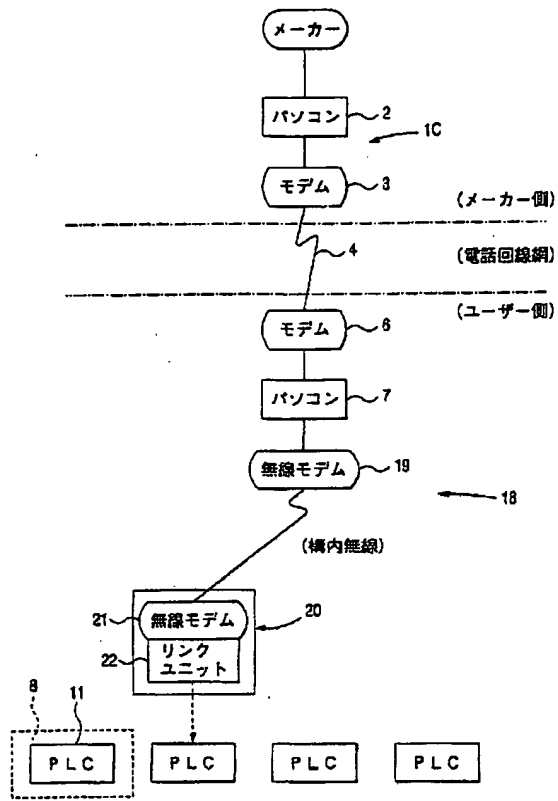 メーカー
パソコン 2
1C
モデム 3
(メーカー側)
4
(電話回線網)
(ユーザー側)
モデム 6
パソコン 7
無線モデム 19
18
(構内無線)
21 無線モデム 20
22 リンク
ユニット
8 11
PLC PLC PLC PLC